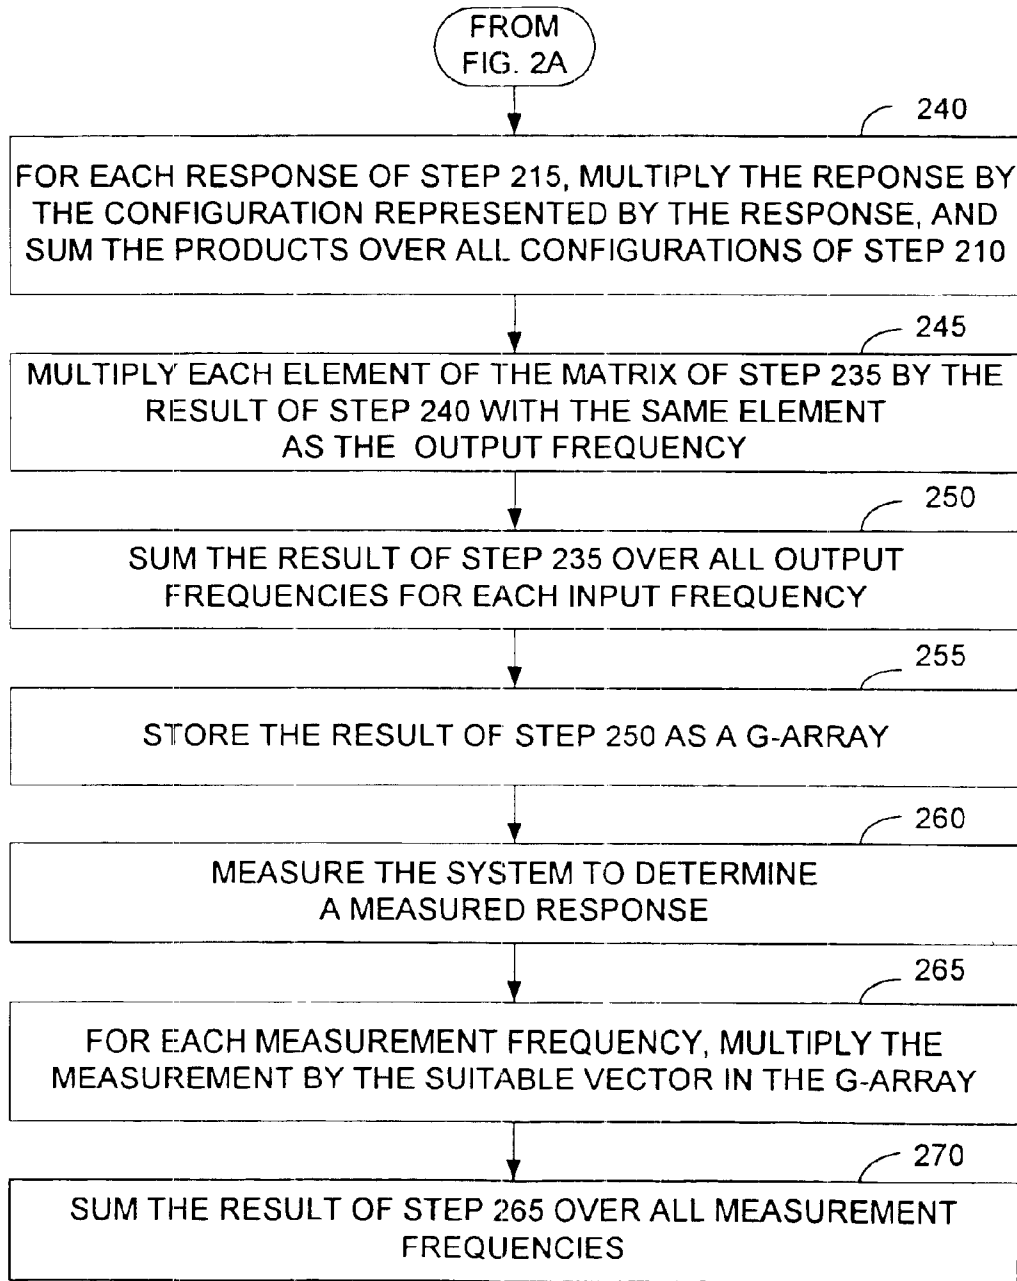 FROM
FIG. 2A
240
FOR EACH RESPONSE OF STEP 215, MULTIPLY THE REPONSE BY
THE CONFIGURATION REPRESENTED BY THE RESPONSE, AND
SUM THE PRODUCTS OVER ALL CONFIGURATIONS OF STEP 210
245
MULTIPLY EACH ELEMENT OF THE MATRIX OF STEP 235 BY THE
RESULT OF STEP 240 WITH THE SAME ELEMENT
AS THE OUTPUT FREQUENCY
250
SUM THE RESULT OF STEP 235 OVER ALL OUTPUT
FREQUENCIES FOR EACH INPUT FREQUENCY
255
STORE THE RESULT OF STEP 250 AS A G-ARRAY
260
MEASURE THE SYSTEM TO DETERMINE
A MEASURED RESPONSE
265
FOR EACH MEASUREMENT FREQUENCY, MULTIPLY THE
MEASUREMENT BY THE SUITABLE VECTOR IN THE G-ARRAY
270
SUM THE RESULT OF STEP 265 OVER ALL MEASUREMENT
FREQUENCIES